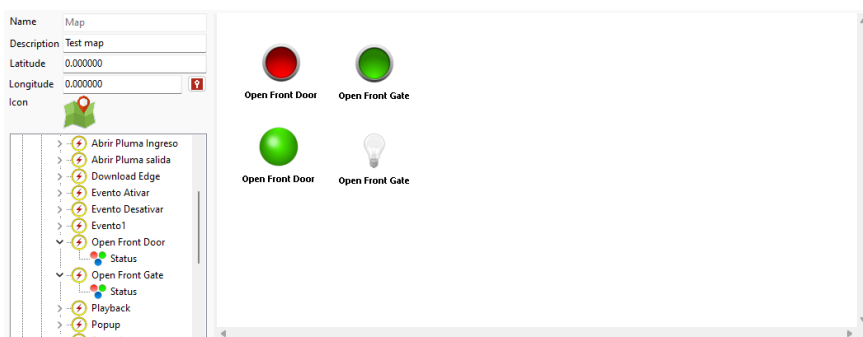 Name Map
Description Test map
Latitude 0.000000
Longitude 0.000000
Icon
Abrir Pluma Ingreso
Abrir Pluma salida
Download Edge
Evento Ativar
Evento Desativar
Evento1
Open Front Door
Status
Open Front Gate
Status
Playback
Popup
Open Front Door Open Front Gate
Open Front Door Open Front Gate